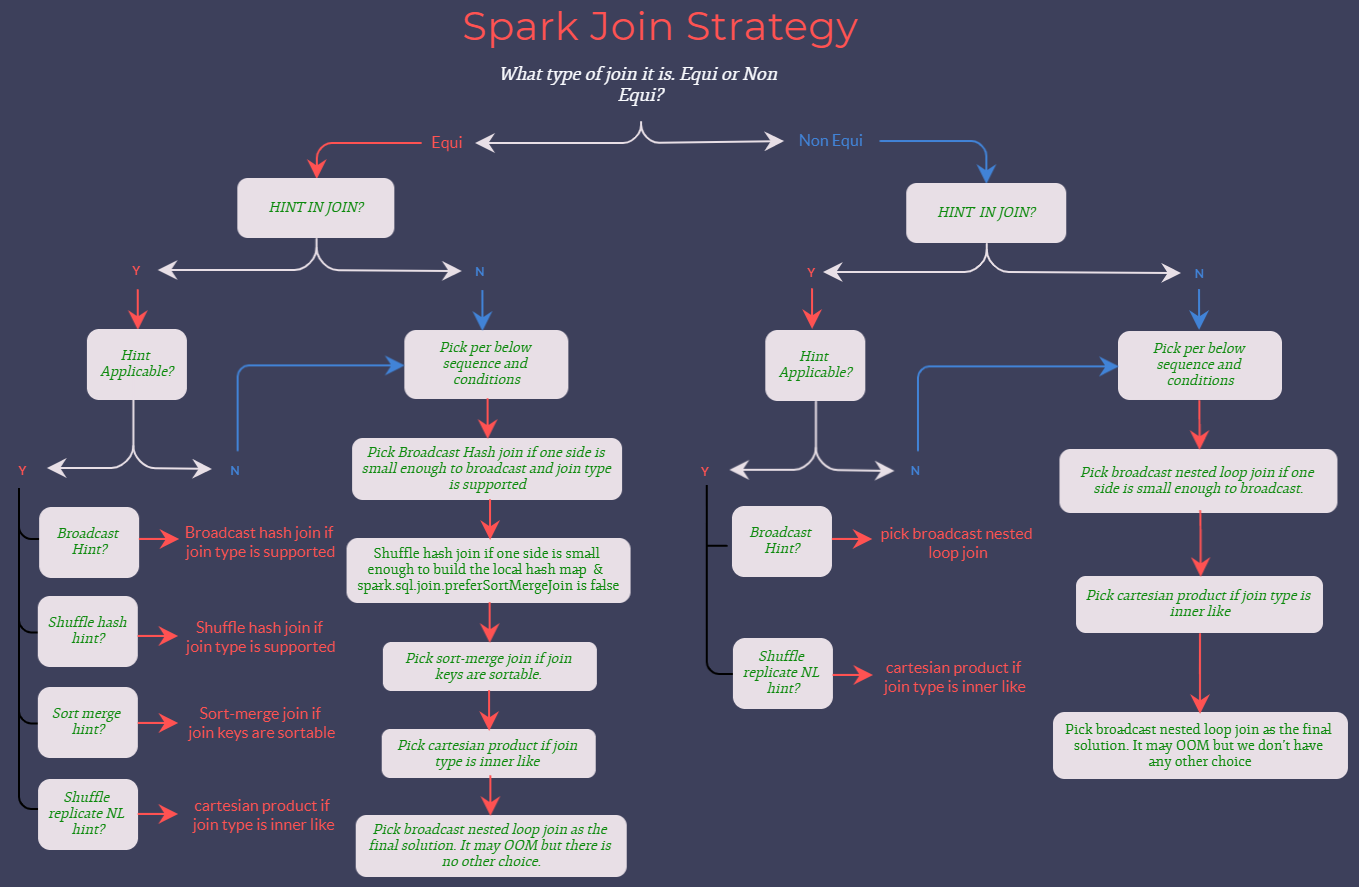 Spark Join Strategy
What type of join it is. Equi or Non
Equi?
Equi
Non Equi
HINT IN JOIN?
Y
N
Hint
Applicable?
Pick per below
sequence and
conditions
Y
N
Broadcast
Hint?
Broadcast hash join if
join type is supported
Shuffle hash
hint?
Shuffle hash join if
join type is supported
Sort merge
hint?
Sort-merge join if
join keys are sortable
Shuffle
replicate NL
hint?
cartesian product if
join type is inner like
Pick Broadcast Hash join if one side is
small enough to broadcast and join type
is supported
Shuffle hash join if one side is small
enough to build the local hash map &
spark.sql.join.preferSortMergeJoin is false
Pick sort-merge join if join
keys are sortable.
Pick cartesian product if join
type is inner like
Pick broadcast nested loop join as the
final solution. It may OOM but there is
no other choice.
HINT IN JOIN?
Y
N
Hint
Applicable?
Pick per below
sequence and
conditions
Y
N
Broadcast
Hint?
pick broadcast nested
loop join
Shuffle
replicate NL
hint?
cartesian product if
join type is inner like
Pick broadcast nested loop join if one
side is small enough to broadcast.
Pick cartesian product if join type is
inner like
Pick broadcast nested loop join as the final
solution. It may OOM but we don't have
any other choice